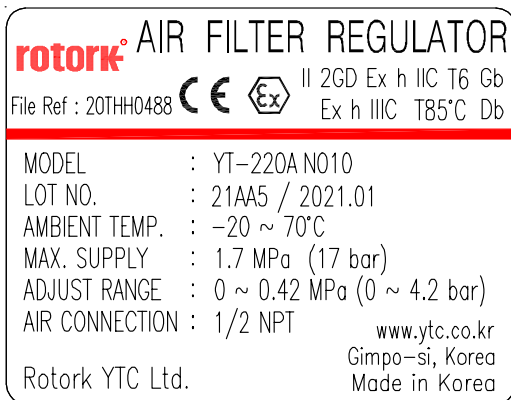 rotork AIR FILTER REGULATOR
File Ref : 20THH0488 CE Ex II 2GD Ex h IIC T6 Gb
Ex h IIIC T85°C Db
MODEL : YT-220A N010
LOT NO. : 21AA5 / 2021.01
AMBIENT TEMP. : -20 ~ 70°C
MAX. SUPPLY : 1.7 MPa (17 bar)
ADJUST RANGE : 0 ~ 0.42 MPa (0 ~ 4.2 bar)
AIR CONNECTION : 1/2 NPT
www.ytc.co.kr
Gimpo-si, Korea
Rotork YTC Ltd. Made in Korea